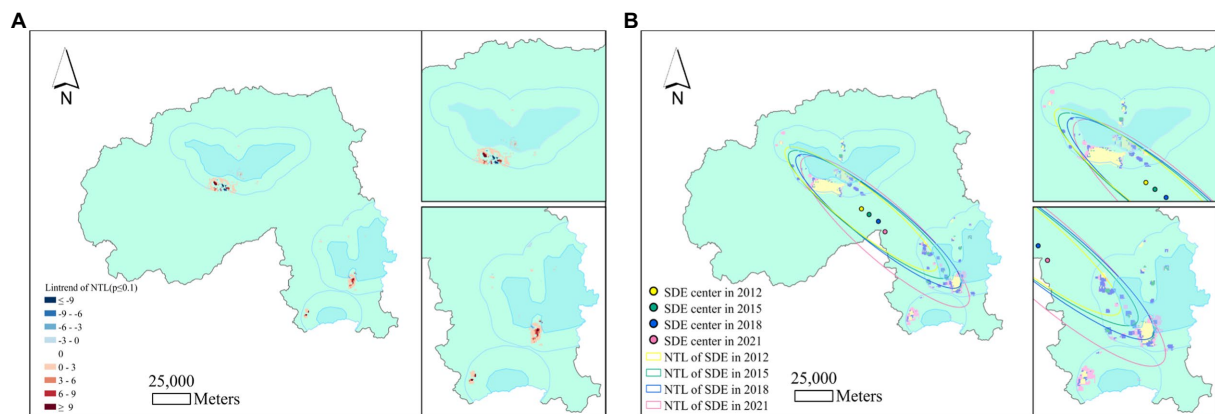 A
N
Lintrend of NTL(p≤0.1)
≤ -9
-9 - -6
-6 - -3
-3 - 0
0
0 - 3
3 - 6
6 - 9
≥ 9
25,000
Meters
B
N
SDE center in 2012
SDE center in 2015
SDE center in 2018
SDE center in 2021
NTL of SDE in 2012
NTL of SDE in 2015
NTL of SDE in 2018
NTL of SDE in 2021
25,000
Meters